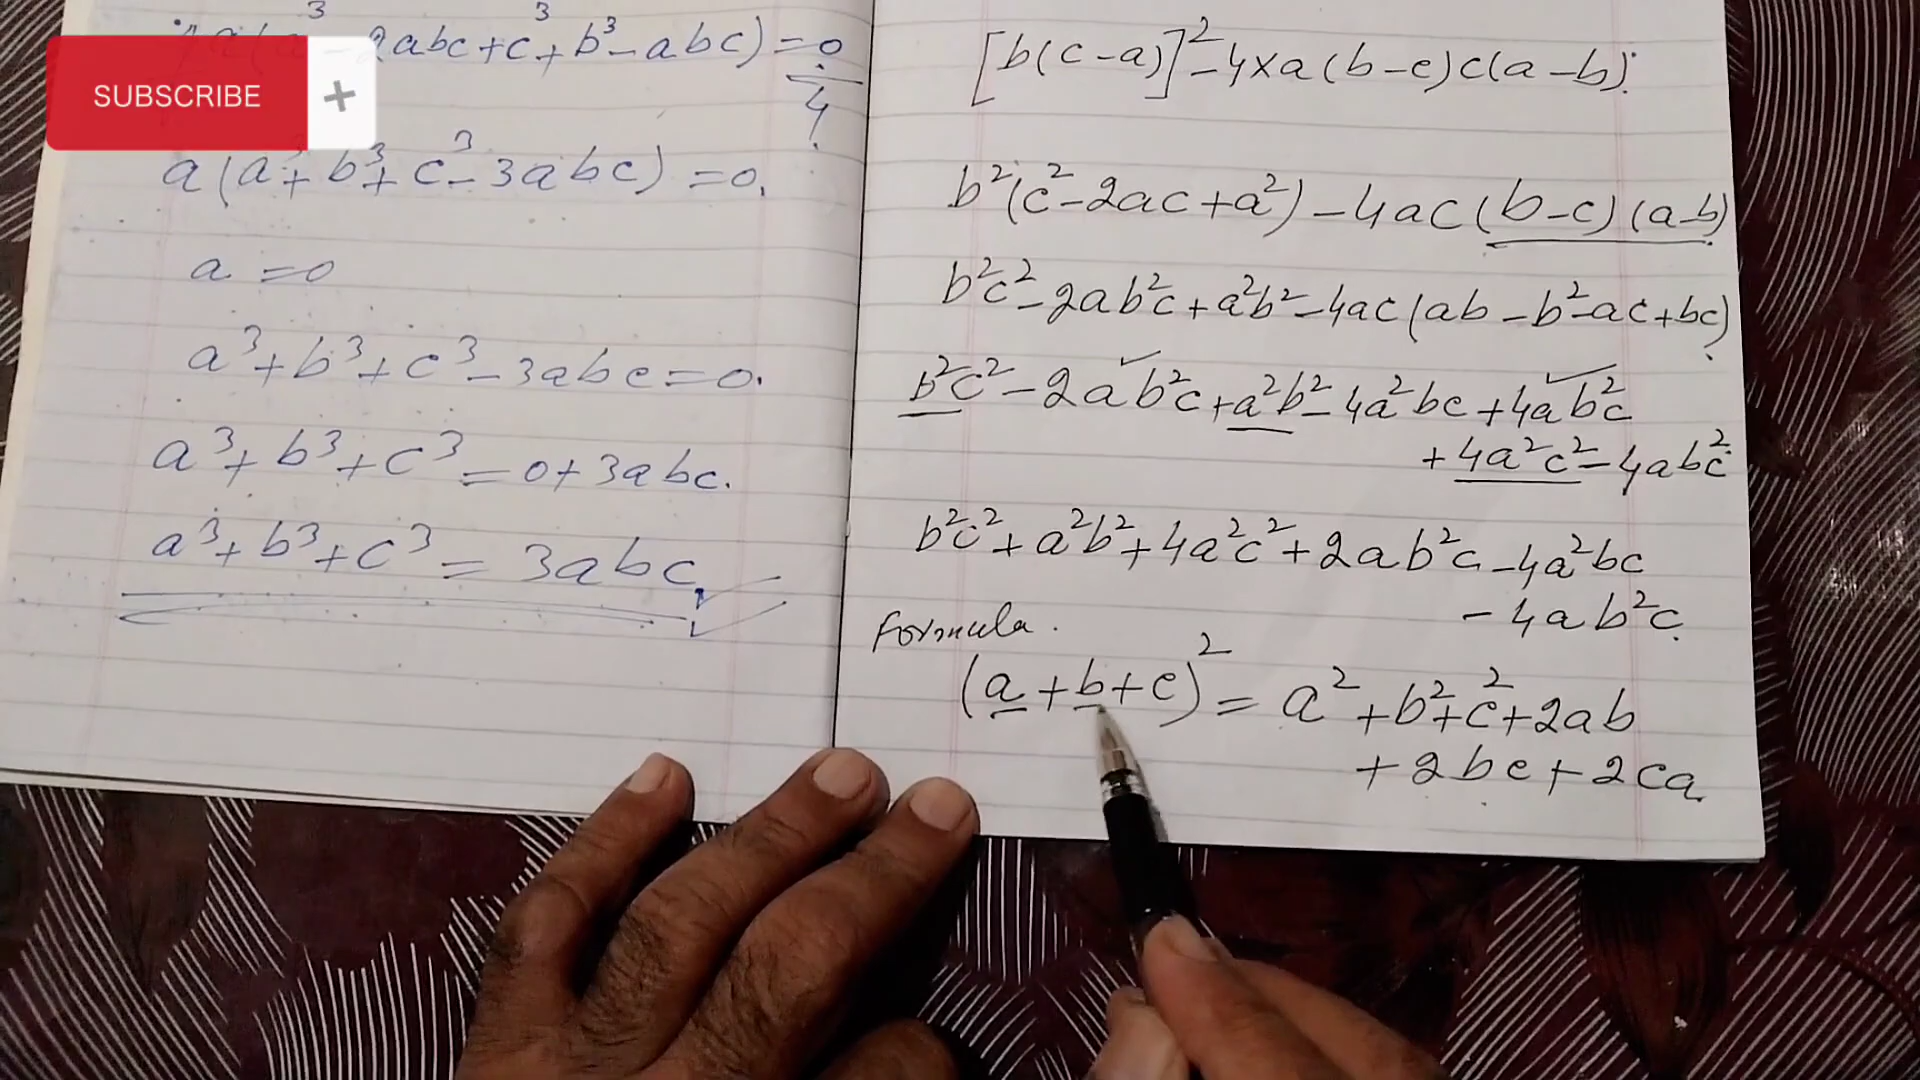 SUBSCRIBE +
a(a³ - 2abc + c³ + b³ - abc) = 0
4
a(a³ + b³ + c³ - 3abc) = 0.
a = 0
a³ + b³ + c³ - 3abc = 0.
a³ + b³ + c³ = 0 + 3abc.
a³ + b³ + c³ = 3abc
[b(c-a)]² - 4×a(b-c)c(a-b).
b²(c² - 2ac + a²) - 4ac(b-c)(a-b)
b²c² - 2ab²c + a²b² - 4ac(ab - b² - ac + bc)
b²c² - 2ab²c + a²b² - 4a²bc + 4ab²c
+ 4a²c² - 4abc²
b²c² + a²b² + 4a²c² + 2ab²c - 4a²bc
- 4ab²c.
formula.
(a+b+c)² = a² + b² + c² + 2ab
+ 2bc + 2ca.